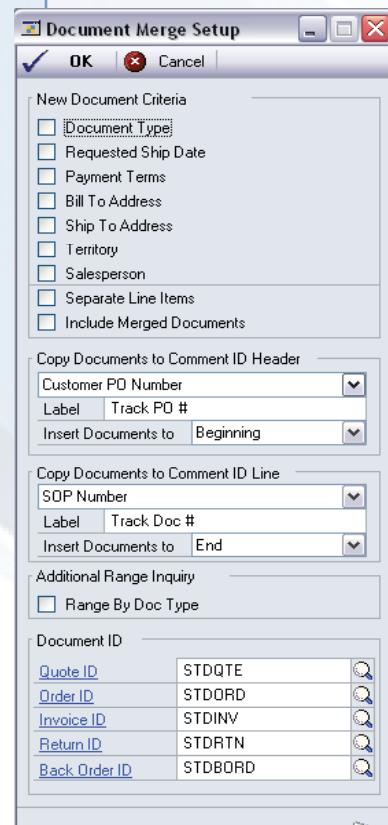 Document Merge Setup
OK Cancel
New Document Criteria
Document Type
Requested Ship Date
Payment Terms
Bill To Address
Ship To Address
Territory
Salesperson
Separate Line Items
Include Merged Documents
Copy Documents to Comment ID Header
Customer PO Number
Label Track PO #
Insert Documents to Beginning
Copy Documents to Comment ID Line
SOP Number
Label Track Doc #
Insert Documents to End
Additional Range Inquiry
Range By Doc Type
Document ID
Quote ID STDQTE
Order ID STDORD
Invoice ID STDINV
Return ID STDRTN
Back Order ID STDBORD